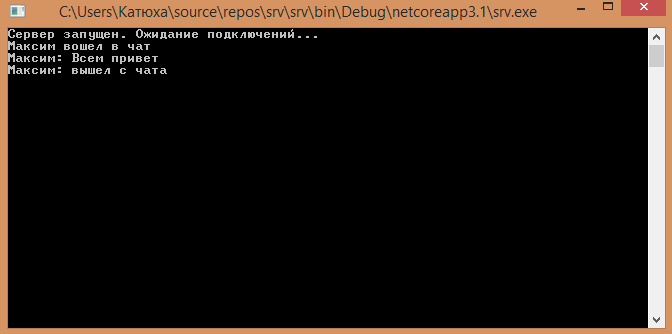 C:\Users\Катюха\source\repos\srv\srv\bin\Debug\netcoreapp3.1\srv.exe
Сервер запущен. Ожидание подключений...
Максим вошел в чат
Максим: Всем привет
Максим: вышел с чата